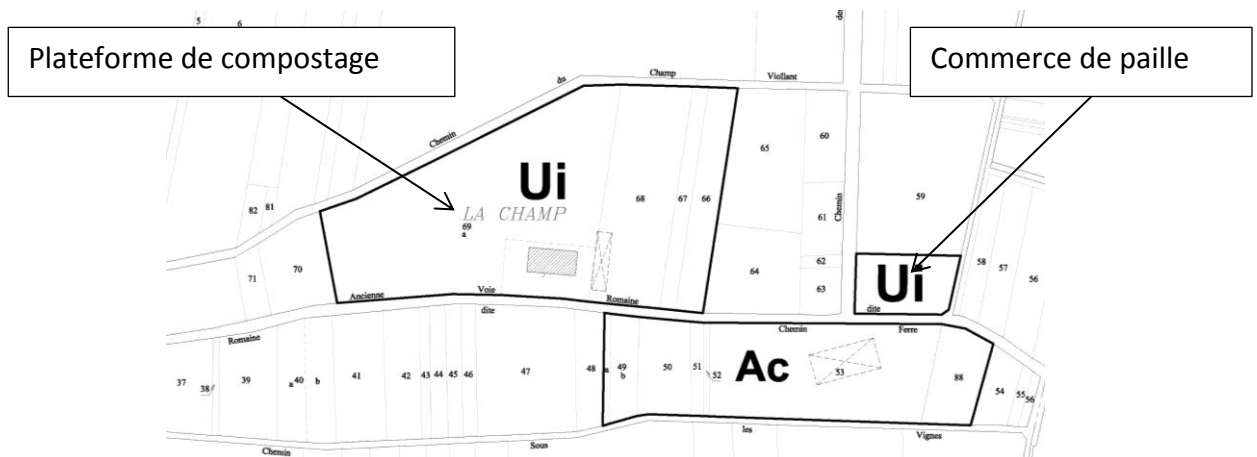 5
6
Plateforme de compostage
Commerce de paille
Chemin
du
Champ
Viollant
Ui
LA CHAMP
69
a
68
67
66
65
60
64
61
62
63
Chemin
59
Ui
58
57
56
82
81
71
70
Ancienne
Voie
Romaine
dite
Chemin
dite
Ferre
Romaine
37
38
39
a
40
b
41
42
43
44
45
46
47
48
a
49
b
50
51
52
Ac
53
88
54
55
56
Chemin
Sous
les
Vignes